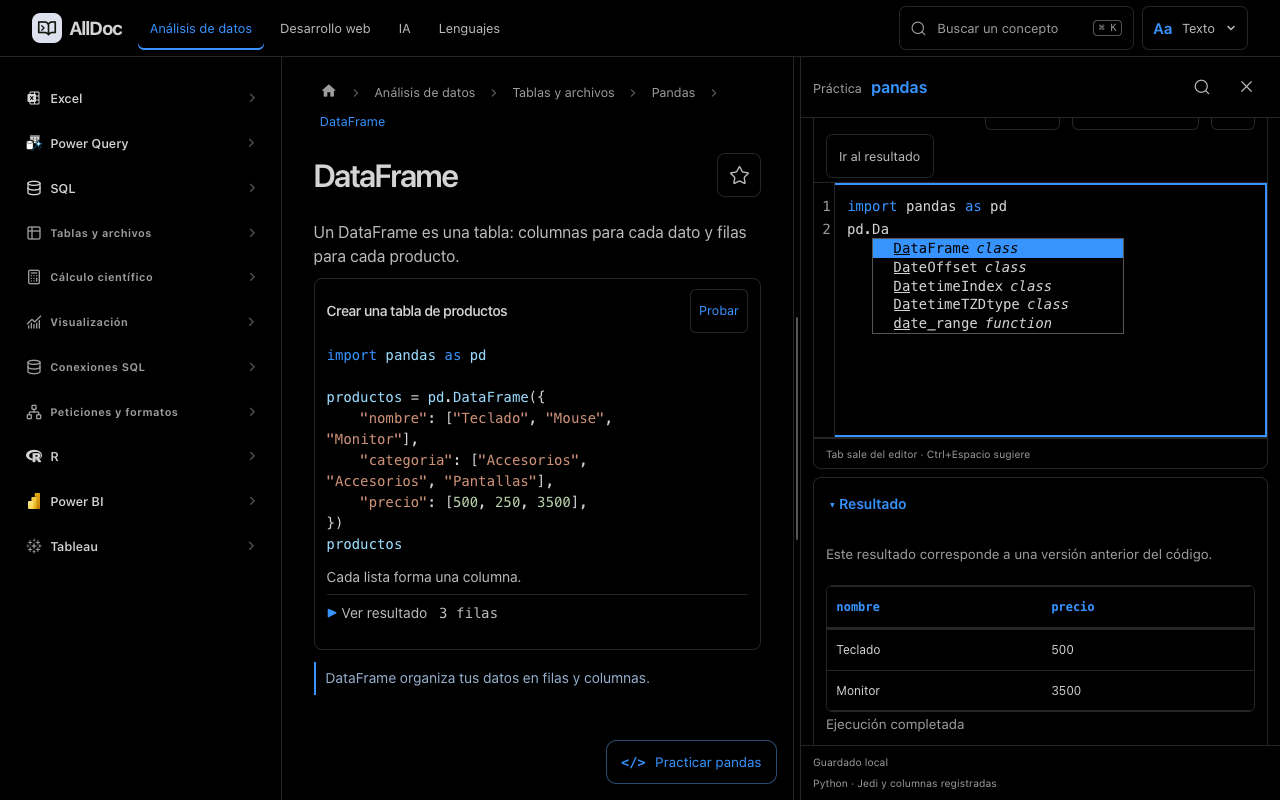 AllDoc
Análisis de datos
Desarrollo web
IA
Lenguajes
Buscar un concepto
⌘ K
Aa Texto
Excel
Power Query
SQL
Tablas y archivos
Cálculo científico
Visualización
Conexiones SQL
Peticiones y formatos
R
Power BI
Tableau
Análisis de datos
Tablas y archivos
Pandas
DataFrame
DataFrame
Un DataFrame es una tabla: columnas para cada dato y filas
para cada producto.
Crear una tabla de productos
Probar
import pandas as pd
productos = pd.DataFrame({
    "nombre": ["Teclado", "Mouse",
"Monitor"],
    "categoria": ["Accesorios",
"Accesorios", "Pantallas"],
    "precio": [500, 250, 3500],
})
productos
Cada lista forma una columna.
Ver resultado 3 filas
DataFrame organiza tus datos en filas y columnas.
</> Practicar pandas
Práctica pandas
Ir al resultado
1 import pandas as pd
2 pd.Da
DataFrame class
DateOffset class
DatetimeIndex class
DatetimeTZDtype class
date_range function
Tab sale del editor · Ctrl+Espacio sugiere
Resultado
Este resultado corresponde a una versión anterior del código.
nombre precio
Teclado 500
Monitor 3500
Ejecución completada
Guardado local
Python · Jedi y columnas registradas